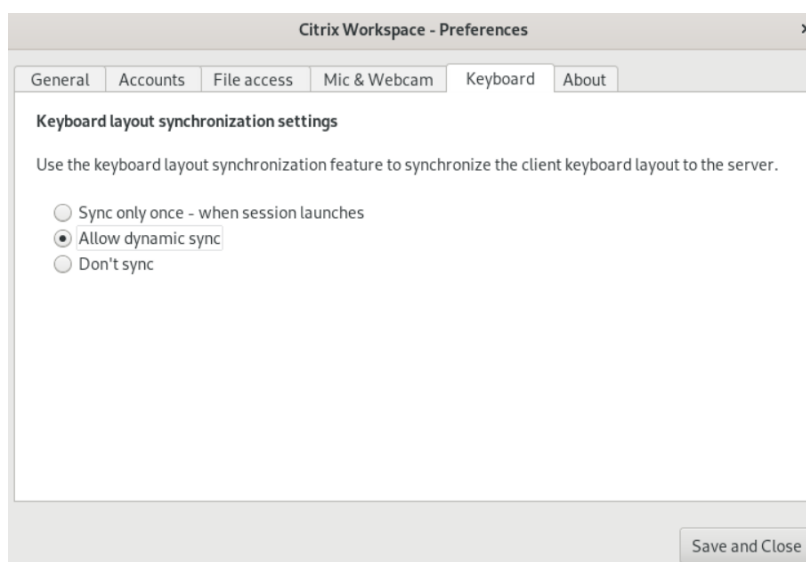 Citrix Workspace - Preferences
General Accounts File access Mic & Webcam Keyboard About
Keyboard layout synchronization settings
Use the keyboard layout synchronization feature to synchronize the client keyboard layout to the server.
Sync only once - when session launches
Allow dynamic sync
Don't sync
Save and Close